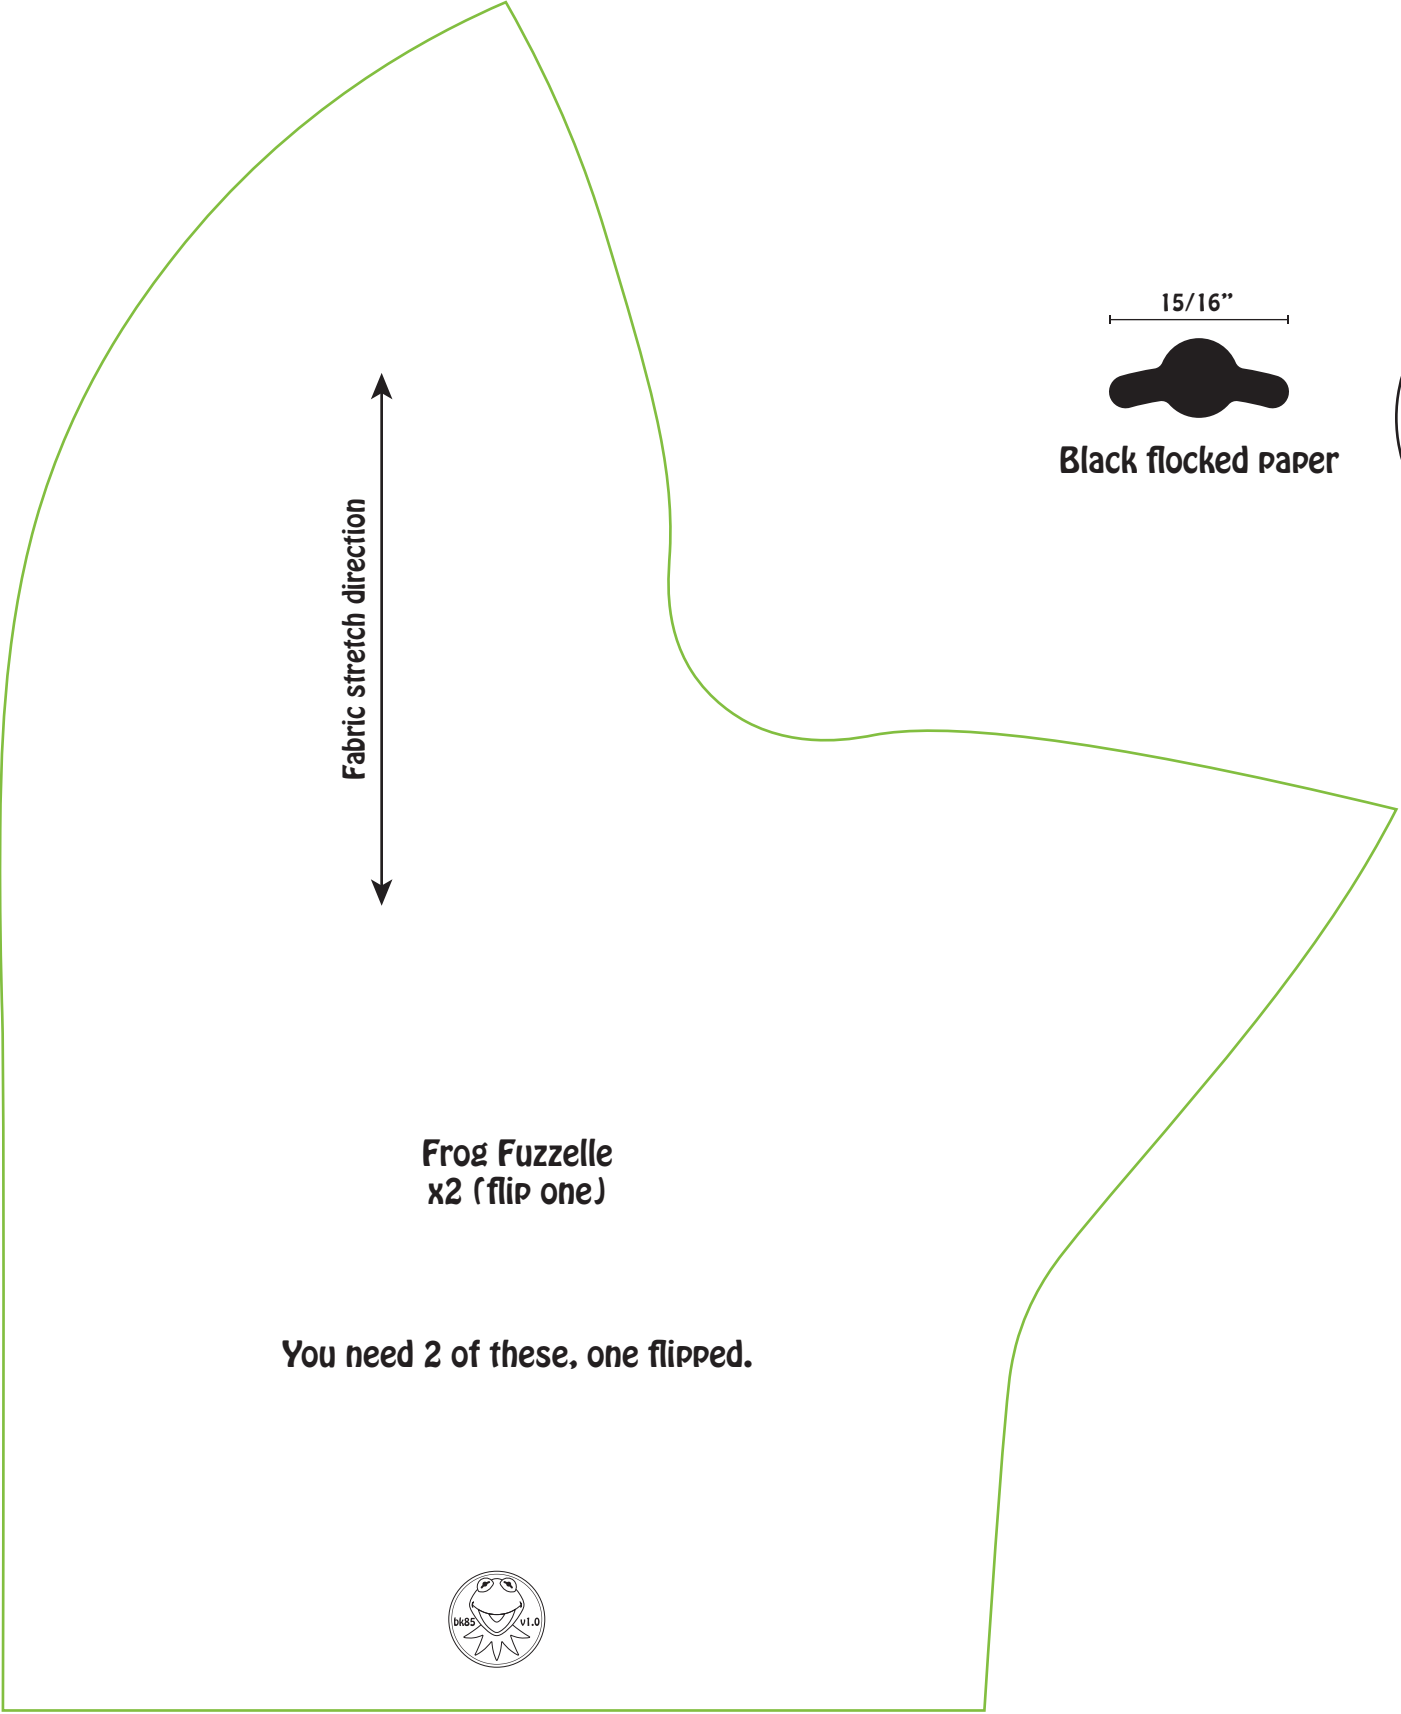 15/16”
Black flocked paper
Fabric stretch direction
Frog Fuzzelle
x2 (flip one)
You need 2 of these, one flipped.
bk85 v1.0